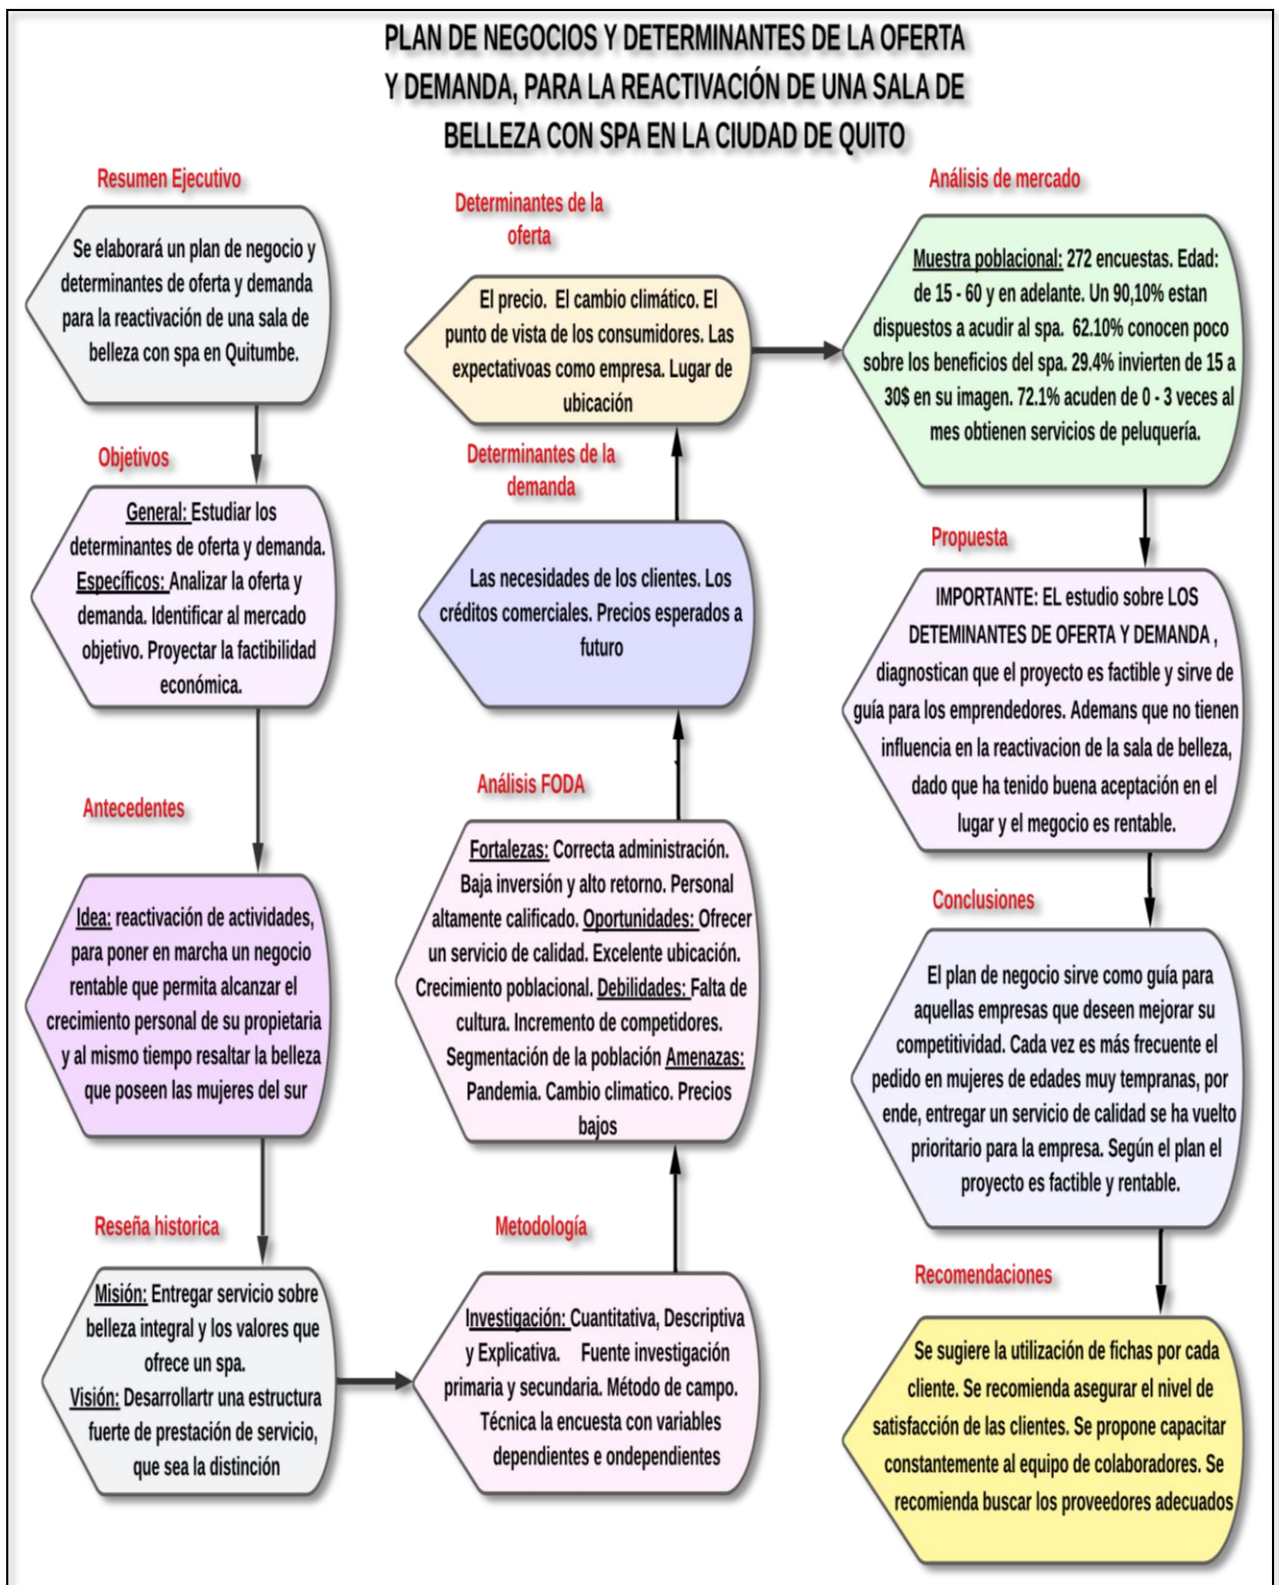 PLAN DE NEGOCIOS Y DETERMINANTES DE LA OFERTA
Y DEMANDA, PARA LA REACTIVACIÓN DE UNA SALA DE
BELLEZA CON SPA EN LA CIUDAD DE QUITO
Resumen Ejecutivo
Se elaborará un plan de negocio y
determinantes de oferta y demanda
para la reactivación de una sala de
belleza con spa en Quitumbe.
Objetivos
General: Estudiar los
determinantes de oferta y demanda.
Específicos: Analizar la oferta y
demanda. Identificar al mercado
objetivo. Proyectar la factibilidad
económica.
Antecedentes
Idea: reactivación de actividades,
para poner en marcha un negocio
rentable que permita alcanzar el
crecimiento personal de su propietaria
y al mismo tiempo resaltar la belleza
que poseen las mujeres del sur
Reseña historica
Misión: Entregar servicio sobre
belleza integral y los valores que
ofrece un spa.
Visión: Desarrollartr una estructura
fuerte de prestación de servicio,
que sea la distinción
Metodología
Investigación: Cuantitativa, Descriptiva
y Explicativa. Fuente investigación
primaria y secundaria. Método de campo.
Técnica la encuesta con variables
dependientes e ondependientes
Análisis FODA
Fortalezas: Correcta administración.
Baja inversión y alto retorno. Personal
altamente calificado. Oportunidades: Ofrecer
un servicio de calidad. Excelente ubicación.
Crecimiento poblacional. Debilidades: Falta de
cultura. Incremento de competidores.
Segmentación de la población Amenazas:
Pandemia. Cambio climatico. Precios
bajos
Determinantes de la
demanda
Las necesidades de los clientes. Los
créditos comerciales. Precios esperados a
futuro
Determinantes de la
oferta
El precio. El cambio climático. El
punto de vista de los consumidores. Las
expectativoas como empresa. Lugar de
ubicación
Análisis de mercado
Muestra poblacional: 272 encuestas. Edad:
de 15 - 60 y en adelante. Un 90,10% estan
dispuestos a acudir al spa. 62.10% conocen poco
sobre los beneficios del spa. 29.4% invierten de 15 a
30$ en su imagen. 72.1% acuden de 0 - 3 veces al
mes obtienen servicios de peluquería.
Propuesta
IMPORTANTE: EL estudio sobre LOS
DETEMINANTES DE OFERTA Y DEMANDA ,
diagnostican que el proyecto es factible y sirve de
guía para los emprendedores. Ademans que no tienen
influencia en la reactivacion de la sala de belleza,
dado que ha tenido buena aceptación en el
lugar y el megocio es rentable.
Conclusiones
El plan de negocio sirve como guía para
aquellas empresas que deseen mejorar su
competitividad. Cada vez es más frecuente el
pedido en mujeres de edades muy tempranas, por
ende, entregar un servicio de calidad se ha vuelto
prioritario para la empresa. Según el plan el
proyecto es factible y rentable.
Recomendaciones
Se sugiere la utilización de fichas por cada
cliente. Se recomienda asegurar el nivel de
satisfacción de las clientes. Se propone capacitar
constantemente al equipo de colaboradores. Se
recomienda buscar los proveedores adecuados